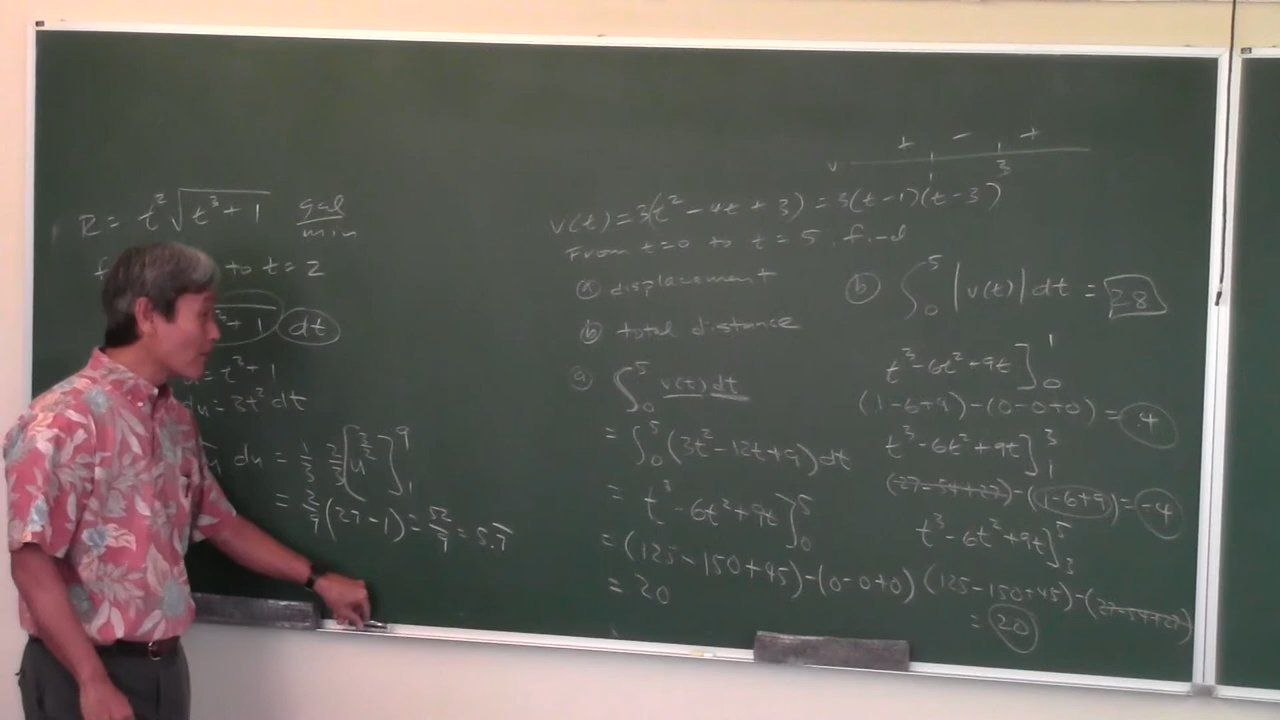 R = t² √(t³ + 1) gal/min
to t = 2
+ 1 dt
= t³ + 1
du = 3t² dt
du = 1/3 · 2/3 [u^(3/2)]₁⁹
= 2/9 (27 - 1) = 52/9 = 5.7̅
+ - +
v 1 3
v(t) = 3(t² - 4t + 3) = 3(t-1)(t-3)
From t=0 to t=5, find
ⓐ displacement
ⓑ total distance
ⓐ ∫₀⁵ v(t) dt
= ∫₀⁵ (3t² - 12t + 9) dt
= t³ - 6t² + 9t ]₀⁵
= (125 - 150 + 45) - (0 - 0 + 0)
= 20
ⓑ ∫₀⁵ |v(t)| dt = 28
t³ - 6t² + 9t ]₀¹
(1 - 6 + 9) - (0 - 0 + 0) = 4
t³ - 6t² + 9t ]₁³
(27 - 54 + 27) - (1 - 6 + 9) = -4
t³ - 6t² + 9t ]₃⁵
(125 - 150 + 45) - (27 - 54 + 27)
= 20